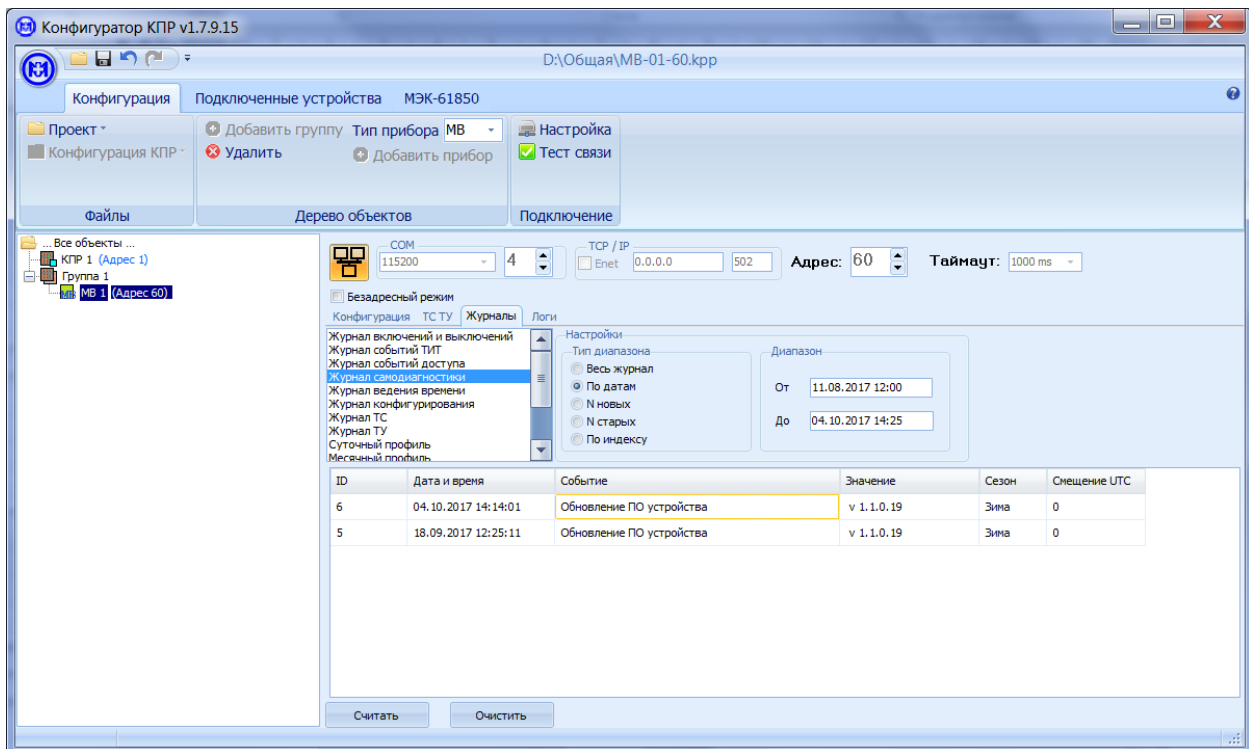 Конфигуратор КПР v1.7.9.15
D:\Общая\МВ-01-60.kpp
Конфигурация Подключенные устройства МЭК-61850
Проект Добавить группу Тип прибора МВ Настройка
Конфигурация КПР Удалить Добавить прибор Тест связи
Файлы Дерево объектов Подключение
... Все объекты ...
КПР 1 (Адрес 1)
Группа 1
МВ 1 (Адрес 60)
COM TCP / IP
115200 4 Enet 0.0.0.0 502 Адрес: 60 Таймаут: 1000 ms
Безадресный режим
Конфигурация ТС ТУ Журналы Логи
Журнал включений и выключений
Журнал событий ТИТ
Журнал событий доступа
Журнал самодиагностики
Журнал ведения времени
Журнал конфигурирования
Журнал ТС
Журнал ТУ
Суточный профиль
Месячный профиль
Настройки
Тип диапазона
Весь журнал
По датам
N новых
N старых
По индексу
Диапазон
От 11.08.2017 12:00
До 04.10.2017 14:25
ID Дата и время Событие Значение Сезон Смещение UTC
6 04.10.2017 14:14:01 Обновление ПО устройства v 1.1.0.19 Зима 0
5 18.09.2017 12:25:11 Обновление ПО устройства v 1.1.0.19 Зима 0
Считать Очистить